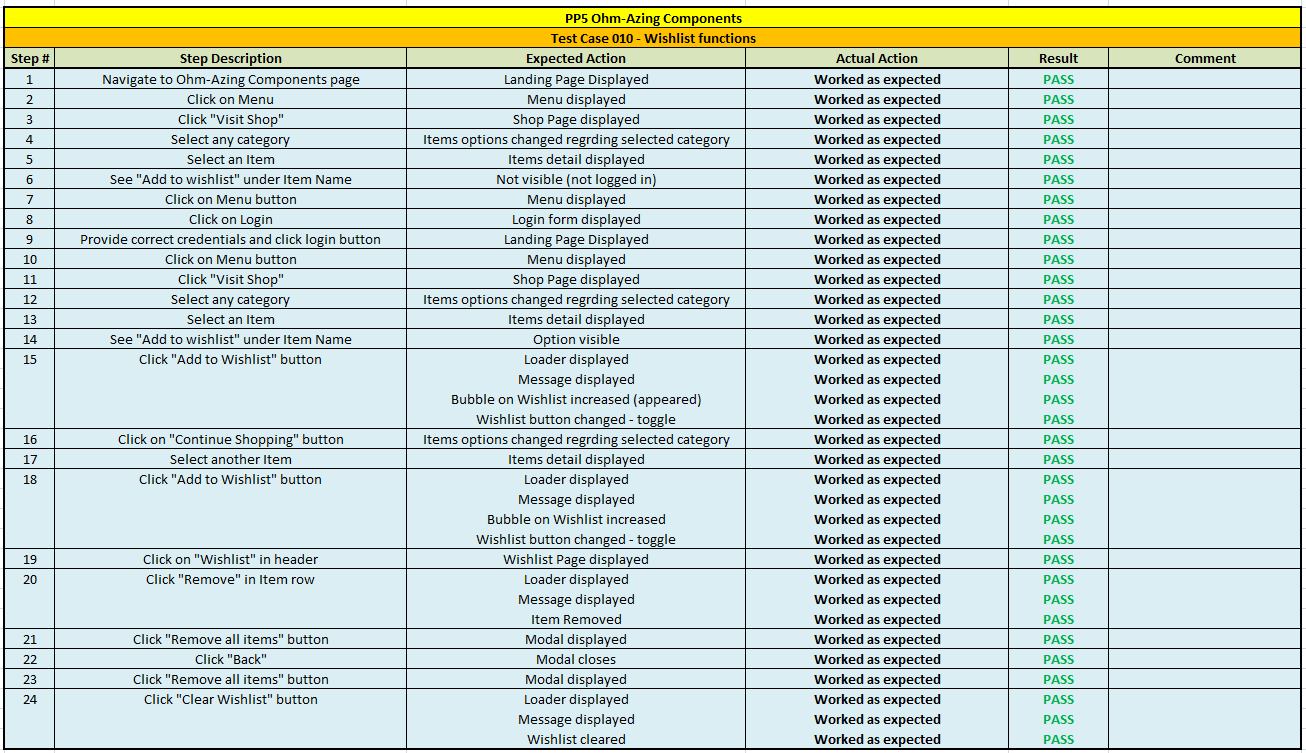 PP5 Ohm-Azing Components
Test Case 010 - Wishlist functions
Step # Step Description Expected Action Actual Action Result Comment
1 Navigate to Ohm-Azing Components page Landing Page Displayed Worked as expected PASS
2 Click on Menu Menu displayed Worked as expected PASS
3 Click "Visit Shop" Shop Page displayed Worked as expected PASS
4 Select any category Items options changed regrding selected category Worked as expected PASS
5 Select an Item Items detail displayed Worked as expected PASS
6 See "Add to wishlist" under Item Name Not visible (not logged in) Worked as expected PASS
7 Click on Menu button Menu displayed Worked as expected PASS
8 Click on Login Login form displayed Worked as expected PASS
9 Provide correct credentials and click login button Landing Page Displayed Worked as expected PASS
10 Click on Menu button Menu displayed Worked as expected PASS
11 Click "Visit Shop" Shop Page displayed Worked as expected PASS
12 Select any category Items options changed regrding selected category Worked as expected PASS
13 Select an Item Items detail displayed Worked as expected PASS
14 See "Add to wishlist" under Item Name Option visible Worked as expected PASS
15 Click "Add to Wishlist" button Loader displayed Worked as expected PASS
Message displayed Worked as expected PASS
Bubble on Wishlist increased (appeared) Worked as expected PASS
Wishlist button changed - toggle Worked as expected PASS
16 Click on "Continue Shopping" button Items options changed regrding selected category Worked as expected PASS
17 Select another Item Items detail displayed Worked as expected PASS
18 Click "Add to Wishlist" button Loader displayed Worked as expected PASS
Message displayed Worked as expected PASS
Bubble on Wishlist increased Worked as expected PASS
Wishlist button changed - toggle Worked as expected PASS
19 Click on "Wishlist" in header Wishlist Page displayed Worked as expected PASS
20 Click "Remove" in Item row Loader displayed Worked as expected PASS
Message displayed Worked as expected PASS
Item Removed Worked as expected PASS
21 Click "Remove all items" button Modal displayed Worked as expected PASS
22 Click "Back" Modal closes Worked as expected PASS
23 Click "Remove all items" button Modal displayed Worked as expected PASS
24 Click "Clear Wishlist" button Loader displayed Worked as expected PASS
Message displayed Worked as expected PASS
Wishlist cleared Worked as expected PASS